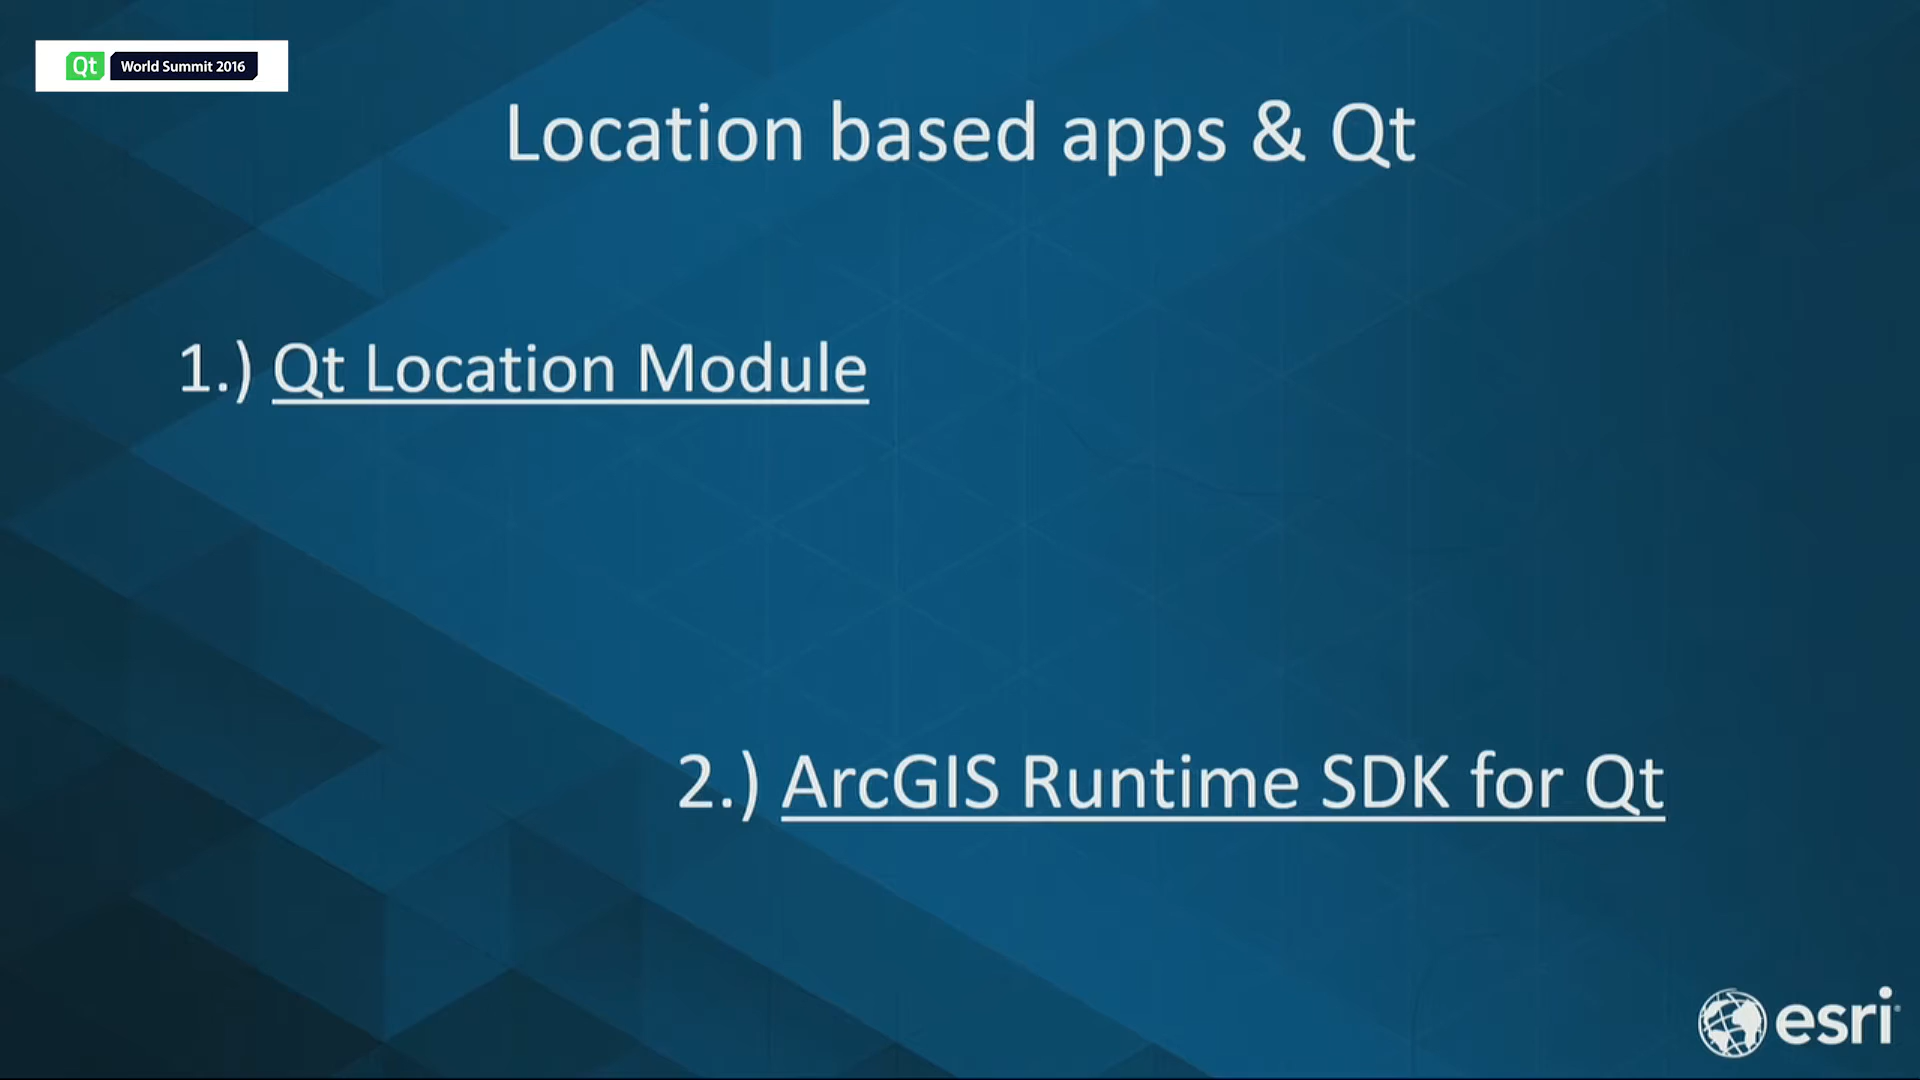 Qt World Summit 2016
Location based apps & Qt
1.) Qt Location Module
2.) ArcGIS Runtime SDK for Qt
esri